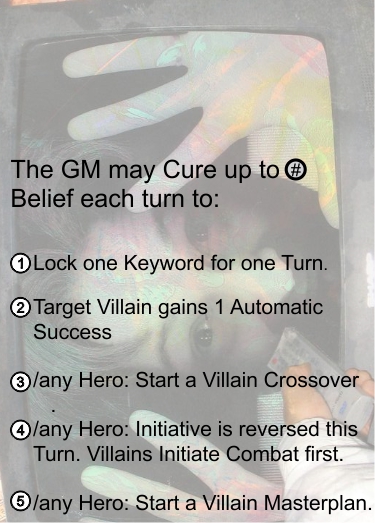 The GM may Cure up to #
Belief each turn to:
1 Lock one Keyword for one Turn.
2 Target Villain gains 1 Automatic
Success
3 /any Hero: Start a Villain Crossover
.
4 /any Hero: Initiative is reversed this
Turn. Villains Initiate Combat first.
5 /any Hero: Start a Villain Masterplan.